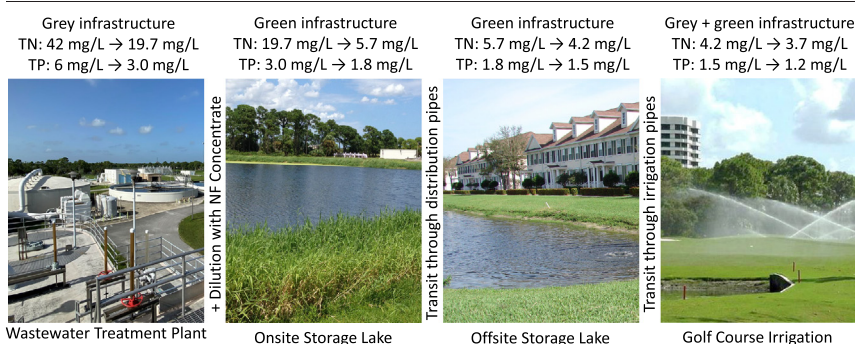 Grey infrastructure
TN: 42 mg/L → 19.7 mg/L
TP: 6 mg/L → 3.0 mg/L
Wastewater Treatment Plant
+ Dilution with NF Concentrate
Green infrastructure
TN: 19.7 mg/L → 5.7 mg/L
TP: 3.0 mg/L → 1.8 mg/L
Onsite Storage Lake
Transit through distribution pipes
Green infrastructure
TN: 5.7 mg/L → 4.2 mg/L
TP: 1.8 mg/L → 1.5 mg/L
Offsite Storage Lake
Transit through irrigation pipes
Grey + green infrastructure
TN: 4.2 mg/L → 3.7 mg/L
TP: 1.5 mg/L → 1.2 mg/L
Golf Course Irrigation